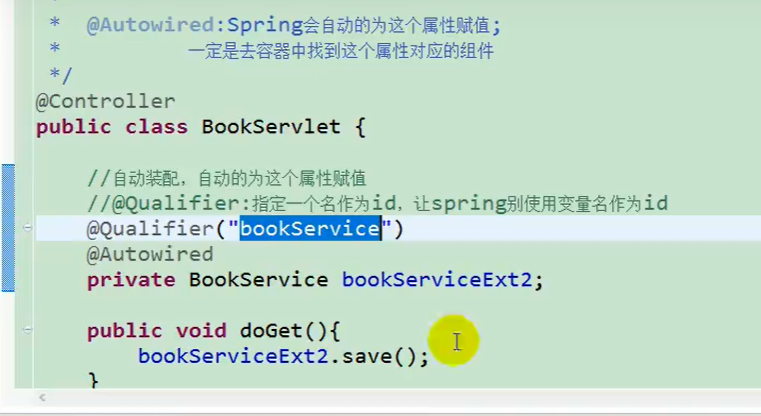 *
* @Autowired:Spring会自动的为这个属性赋值;
* 一定是去容器中找到这个属性对应的组件
*/
@Controller
public class BookServlet {
//自动装配，自动的为这个属性赋值
//@Qualifier:指定一个名作为id，让spring别使用变量名作为id
@Qualifier("bookService")
@Autowired
private BookService bookServiceExt2;
public void doGet(){
bookServiceExt2.save();
}